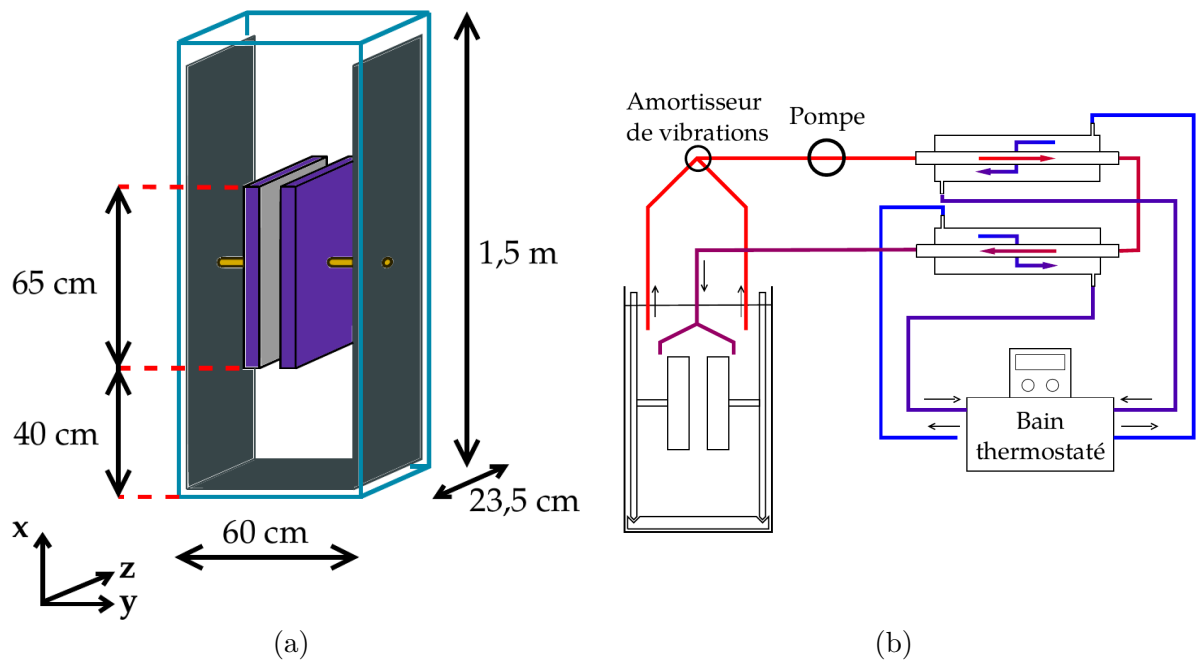 65 cm
40 cm
1,5 m
23,5 cm
60 cm
x
z
y
(a)
Amortisseur
de vibrations
Pompe
Bain
thermostaté
(b)